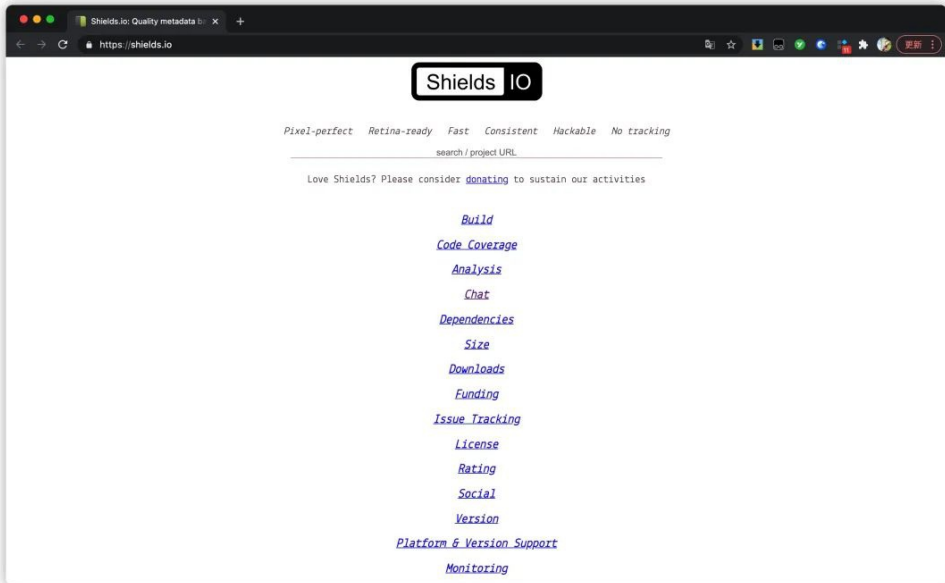 Shields.io: Quality metadata ba
https://shields.io
更新
11
Shields IO
Pixel-perfect Retina-ready Fast Consistent Hackable No tracking
search / project URL
Love Shields? Please consider donating to sustain our activities
Build
Code Coverage
Analysis
Chat
Dependencies
Size
Downloads
Funding
Issue Tracking
License
Rating
Social
Version
Platform & Version Support
Monitoring